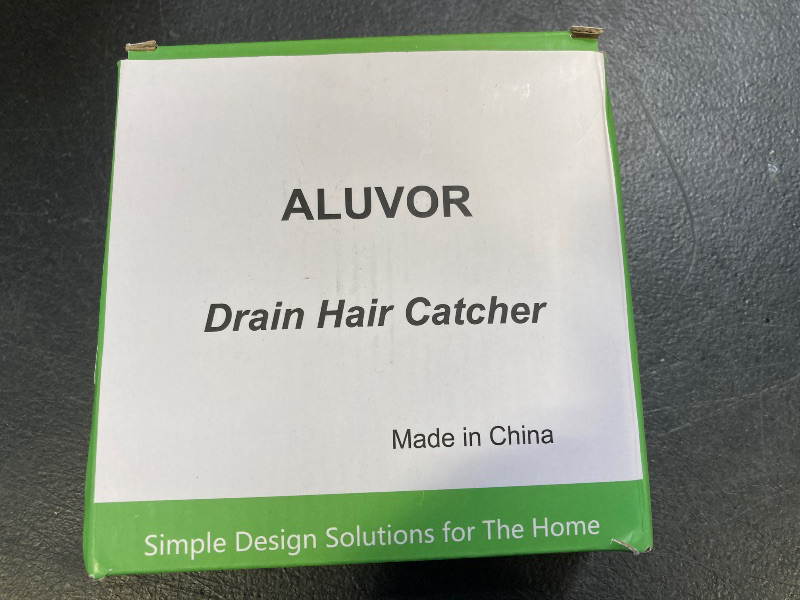 ALUVOR
Drain Hair Catcher
Made in China
Simple Design Solutions for The Home